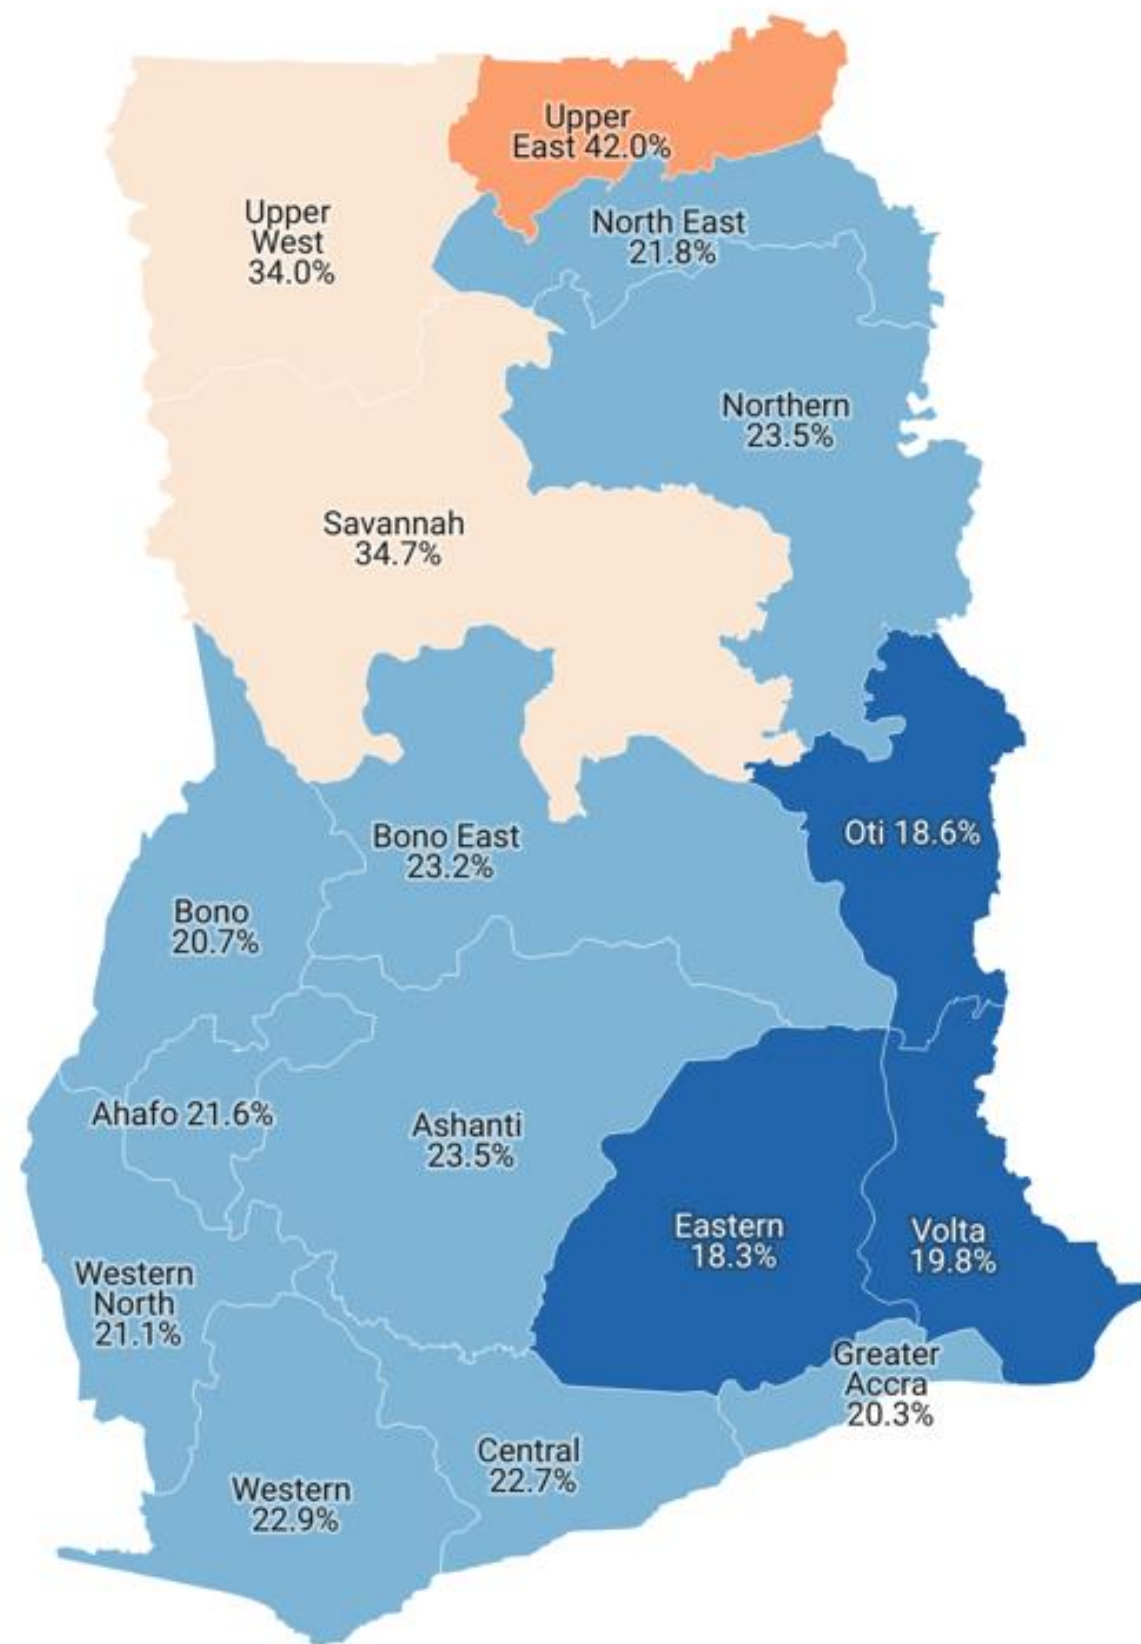 Upper
East 42.0%
Upper
West
34.0%
North East
21.8%
Northern
23.5%
Savannah
34.7%
Oti 18.6%
Bono East
23.2%
Bono
20.7%
Ahafo 21.6%
Ashanti
23.5%
Eastern
18.3%
Volta
19.8%
Western
North
21.1%
Greater
Accra
20.3%
Central
22.7%
Western
22.9%